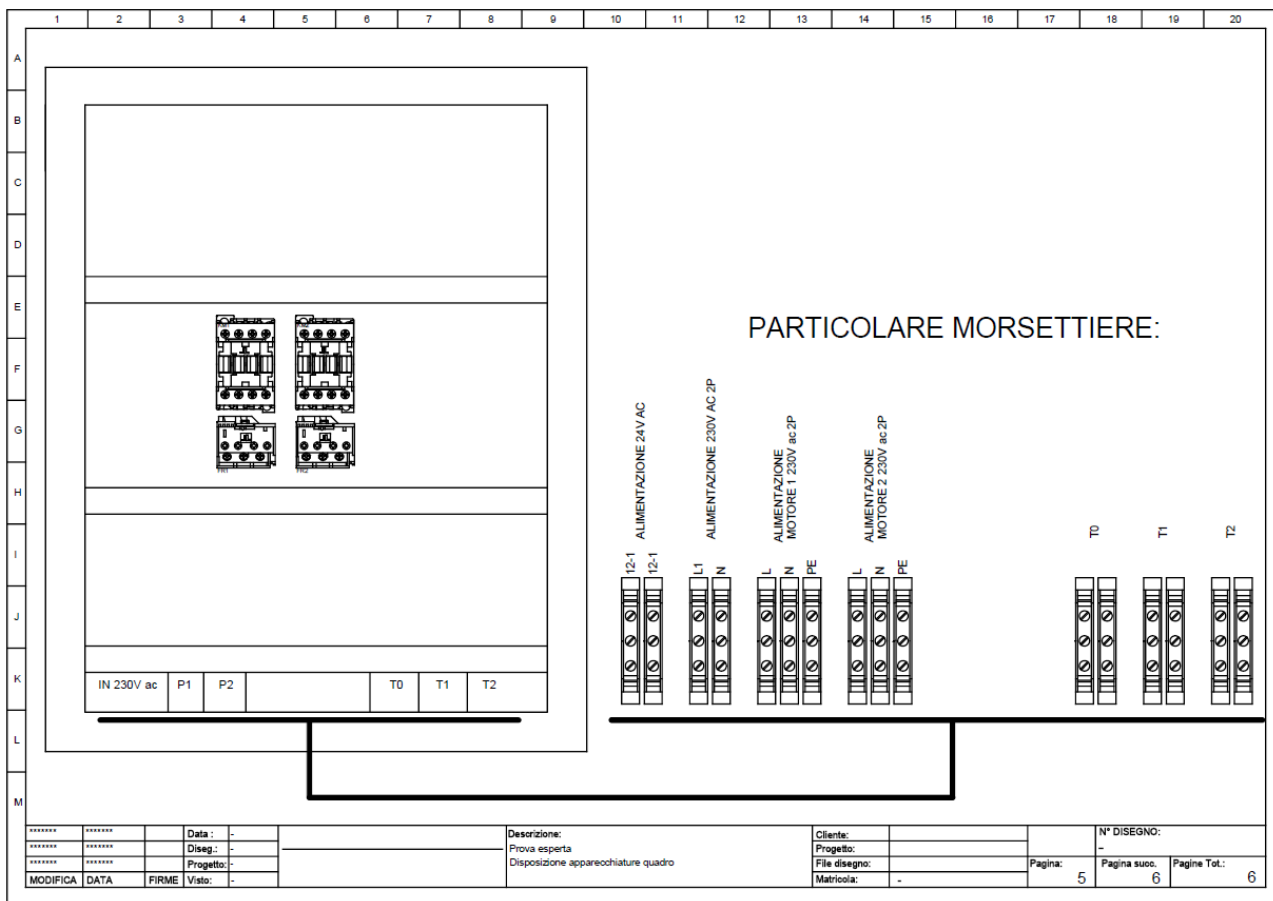 1 2 3 4 5 6 7 8 9 10 11 12 13 14 15 16 17 18 19 20
A
B
C
D
E
F
G
H
I
J
K
L
M
KM1 KM2
FR1 FR2
IN 230V ac P1 P2 T0 T1 T2
PARTICOLARE MORSETTIERE:
ALIMENTAZIONE 24V AC
ALIMENTAZIONE 230V AC 2P
ALIMENTAZIONE
MOTORE 1 230V ac 2P
ALIMENTAZIONE
MOTORE 2 230V ac 2P
T0 T1 T2
12-1 12-1 L1 N L N PE L N PE
******* ******* Data : - Descrizione: Cliente: N° DISEGNO:
******* ******* Diseg.: - Prova esperta Progetto: -
******* ******* Progetto: - Disposizione apparecchiature quadro File disegno: Pagina: Pagina succ. Pagine Tot.:
MODIFICA DATA FIRME Visto: - Matricola: - 5 6 6